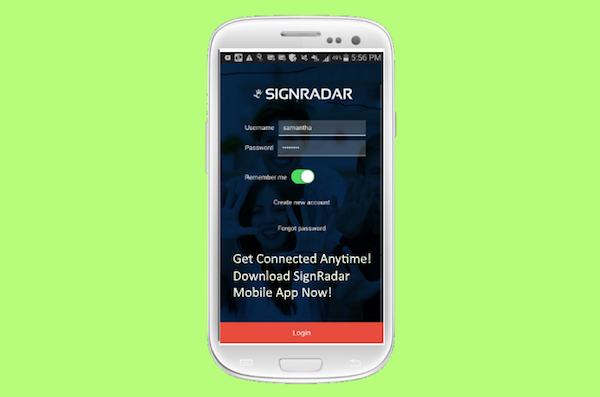 49% 5:56 PM
SIGNRADAR
Username samantha
Password ••••••••
Remember me
Create new account
Forgot password
Get Connected Anytime!
Download SignRadar
Mobile App Now!
Login